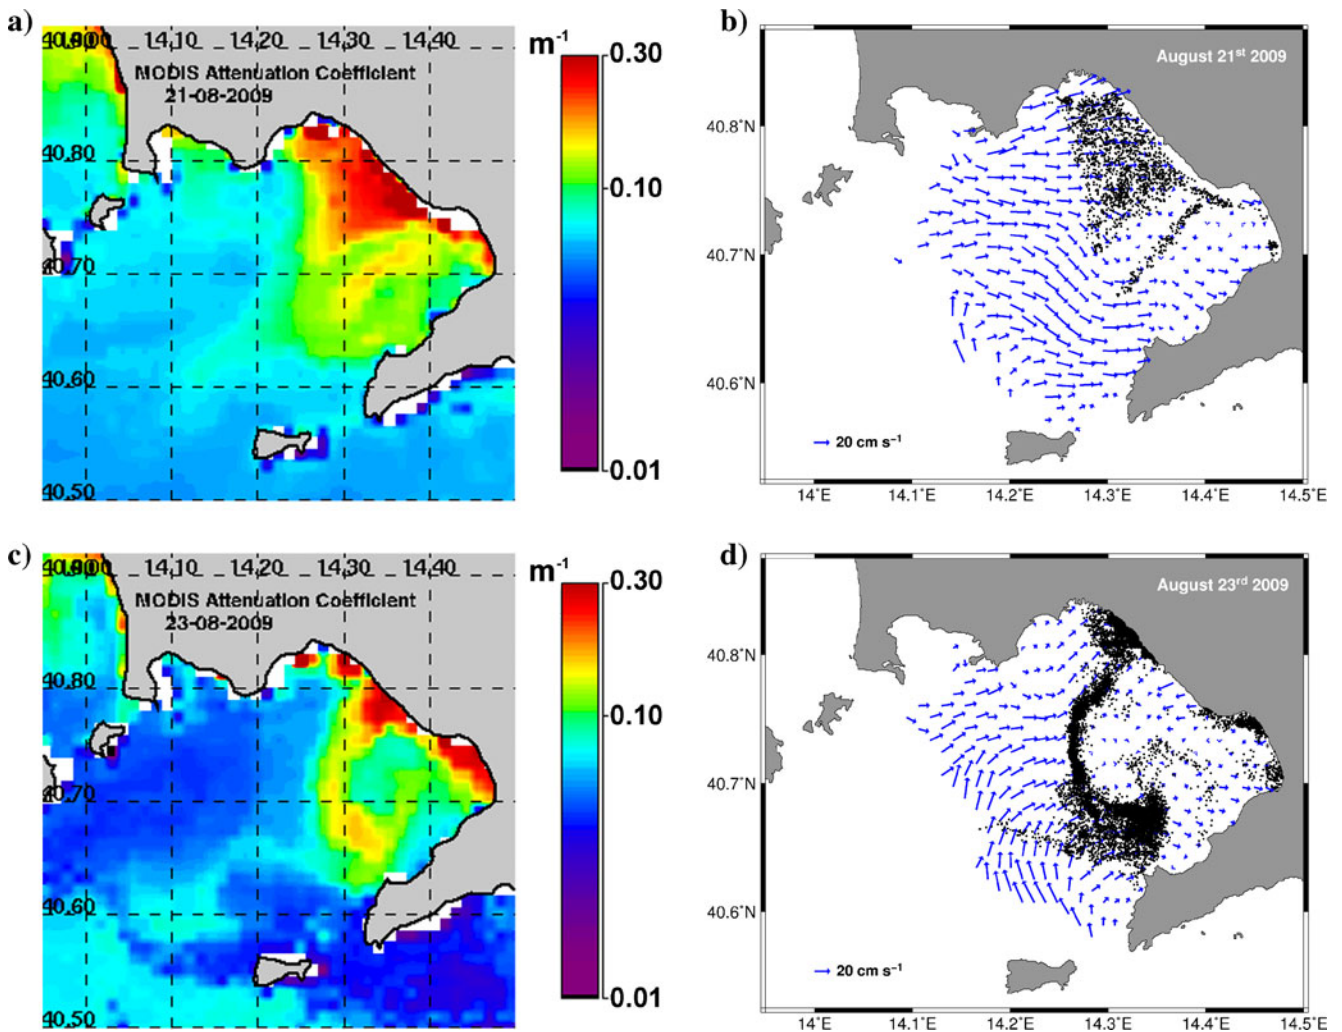 a)
40,90 14,00 14,10 14,20 14,30 14,40
MODIS Attenuation Coefficient
21-08-2009
40,80
40,70
40,60
40,50
m⁻¹
0.30
0.10
0.01
b)
August 21ˢᵗ 2009
40.8˚N
40.7˚N
40.6˚N
20 cm s⁻¹
14˚E 14.1˚E 14.2˚E 14.3˚E 14.4˚E 14.5˚E
c)
40,90 14,00 14,10 14,20 14,30 14,40
MODIS Attenuation Coefficient
23-08-2009
40,80
40,70
40,60
40,50
m⁻¹
0.30
0.10
0.01
d)
August 23ʳᵈ 2009
40.8˚N
40.7˚N
40.6˚N
20 cm s⁻¹
14˚E 14.1˚E 14.2˚E 14.3˚E 14.4˚E 14.5˚E